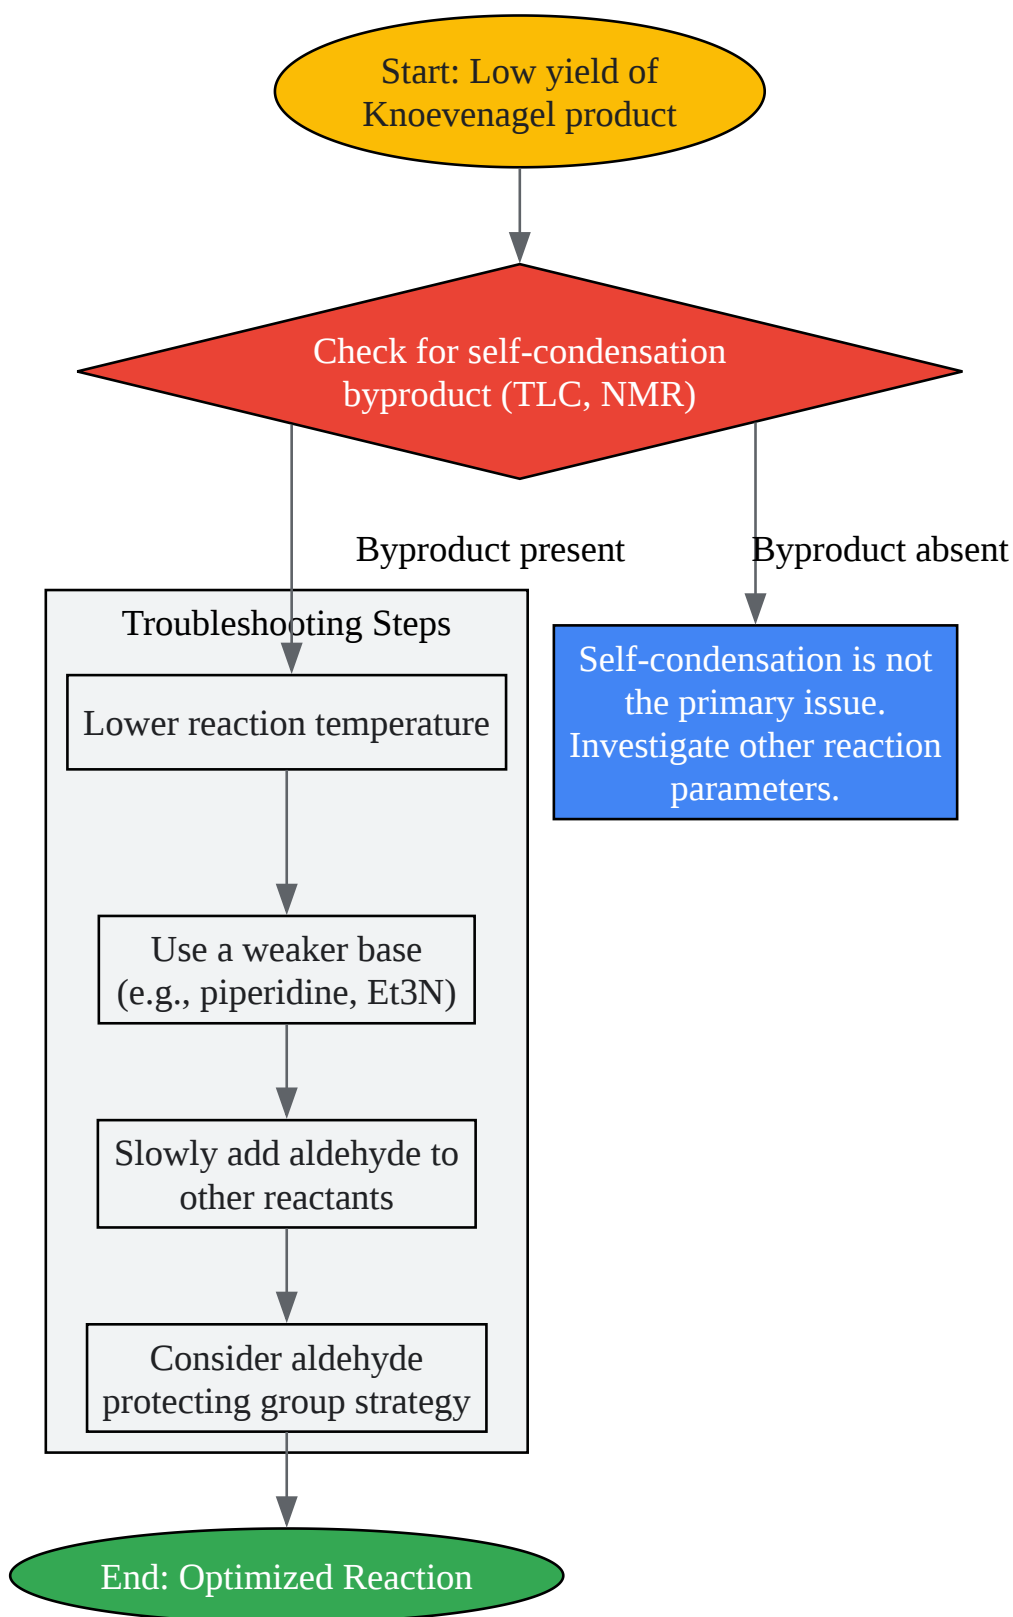 Start: Low yield of
Knoevenagel product
Check for self-condensation
byproduct (TLC, NMR)
Byproduct present
Byproduct absent
Troubleshooting Steps
Lower reaction temperature
Self-condensation is not
the primary issue.
Investigate other reaction
parameters.
Use a weaker base
(e.g., piperidine, Et3N)
Slowly add aldehyde to
other reactants
Consider aldehyde
protecting group strategy
End: Optimized Reaction